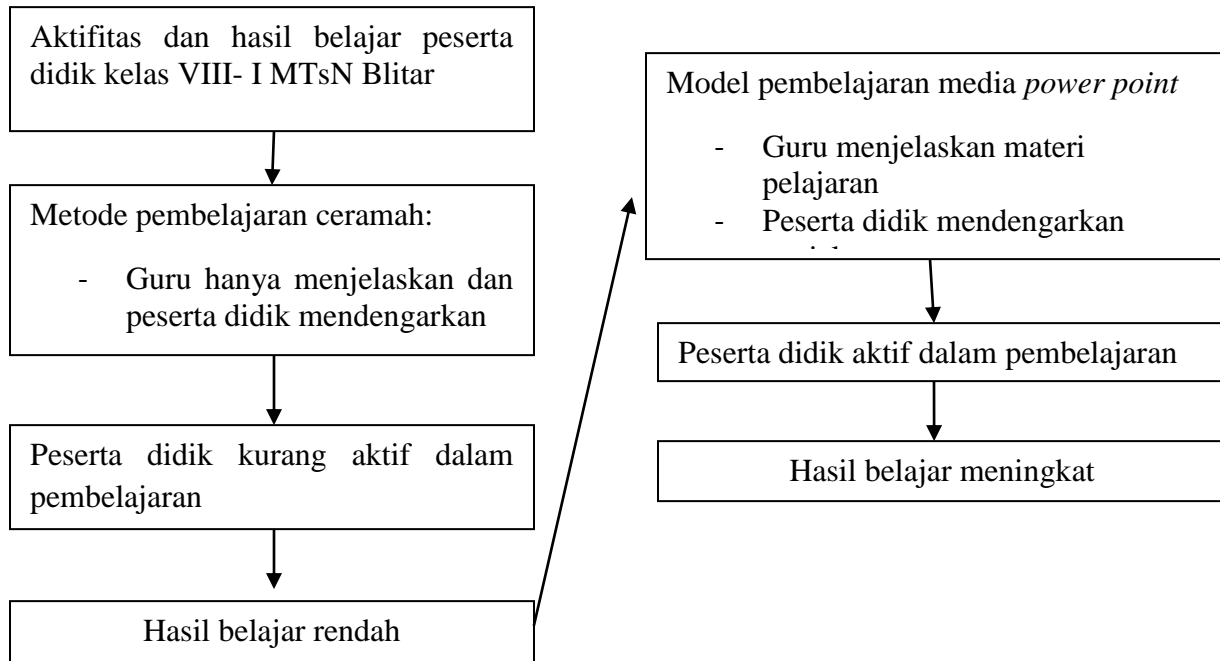 Aktifitas dan hasil belajar peserta
didik kelas VIII- I MTsN Blitar
Metode pembelajaran ceramah:
- Guru hanya menjelaskan dan
peserta didik mendengarkan
Peserta didik kurang aktif dalam
pembelajaran
Hasil belajar rendah
Model pembelajaran media power point
- Guru menjelaskan materi
pelajaran
- Peserta didik mendengarkan
Peserta didik aktif dalam pembelajaran
Hasil belajar meningkat